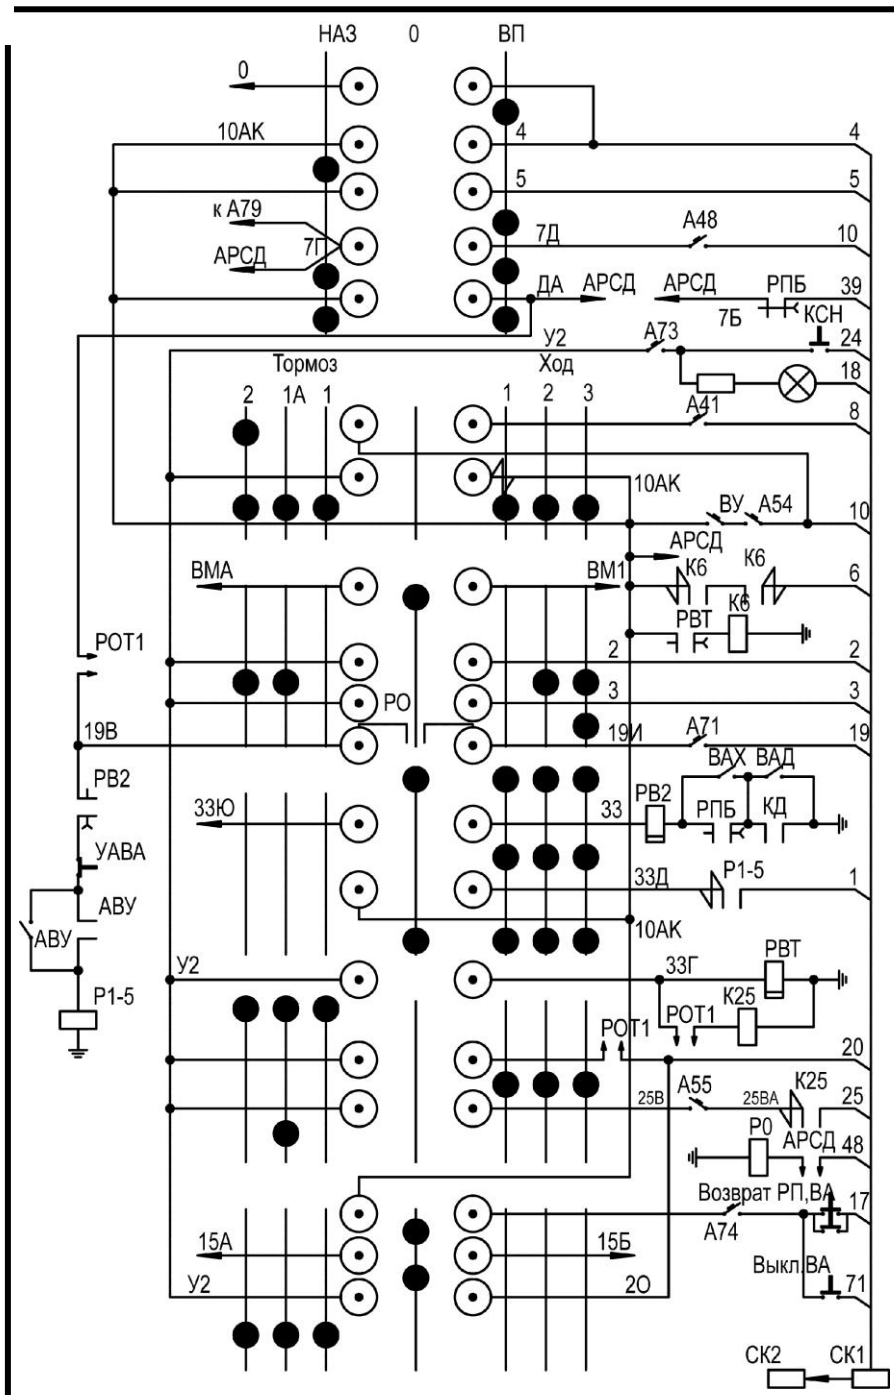 НАЗ 0 ВП
0
10АК 4 4
5 5
к А79
7Г 7Д А48 10
АРСД
ДА АРСД АРСД РПБ 39
7Б КСН
У2 А73 24
Тормоз Ход 18
2 1А 1 1 2 3 А41 8
10АК ВУ А54 10
АРСД
ВМА ВМ1 К6 К6 6
РВТ К6
РОТ1 2 2
РО 3 3
19В 19И А71 19
РВ2 ВАХ ВАД
33Ю 33 РВ2 РПБ КД
УАВА
АВУ 33Д Р1-5 1
АВУ 10АК
У2 33Г РВТ
Р1-5 РОТ1 К25
РОТ1 20
25В А55 25ВА К25 25
Р0 АРСД 48
Возврат РП,ВА 17
А74
15А 15Б
Выкл.ВА
У2 2О 71
СК2 СК1